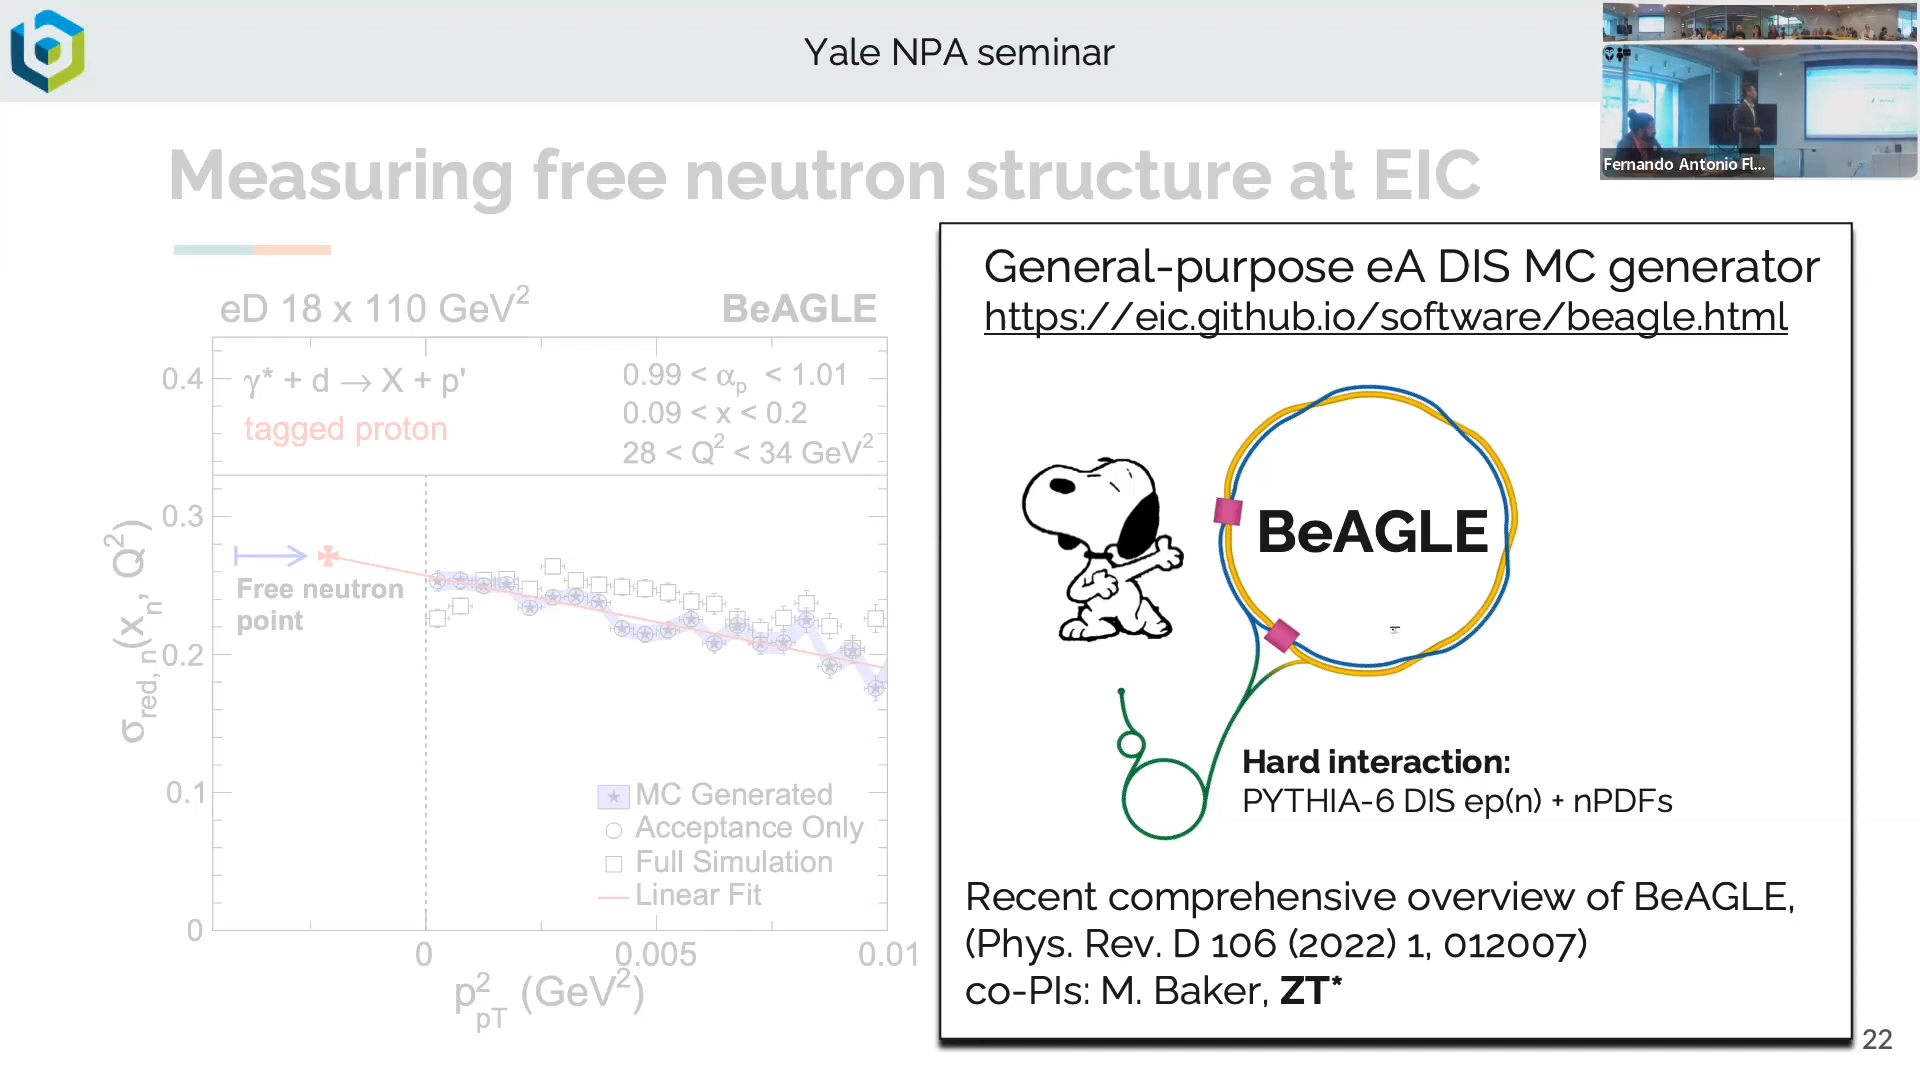 Yale NPA seminar
Fernando Antonio Fl...
Measuring free neutron structure at EIC
eD 18 x 110 GeV²
BeAGLE
γ* + d → X + p'
tagged proton
0.99 < αp < 1.01
0.09 < x < 0.2
28 < Q² < 34 GeV²
0.4
0.3
0.2
0.1
0
σred, n(xn, Q²)
Free neutron
point
MC Generated
Acceptance Only
Full Simulation
Linear Fit
0
0.005
0.01
p²pT (GeV²)
General-purpose eA DIS MC generator
https://eic.github.io/software/beagle.html
BeAGLE
Hard interaction:
PYTHIA-6 DIS ep(n) + nPDFs
Recent comprehensive overview of BeAGLE,
(Phys. Rev. D 106 (2022) 1, 012007)
co-PIs: M. Baker, ZT*
22